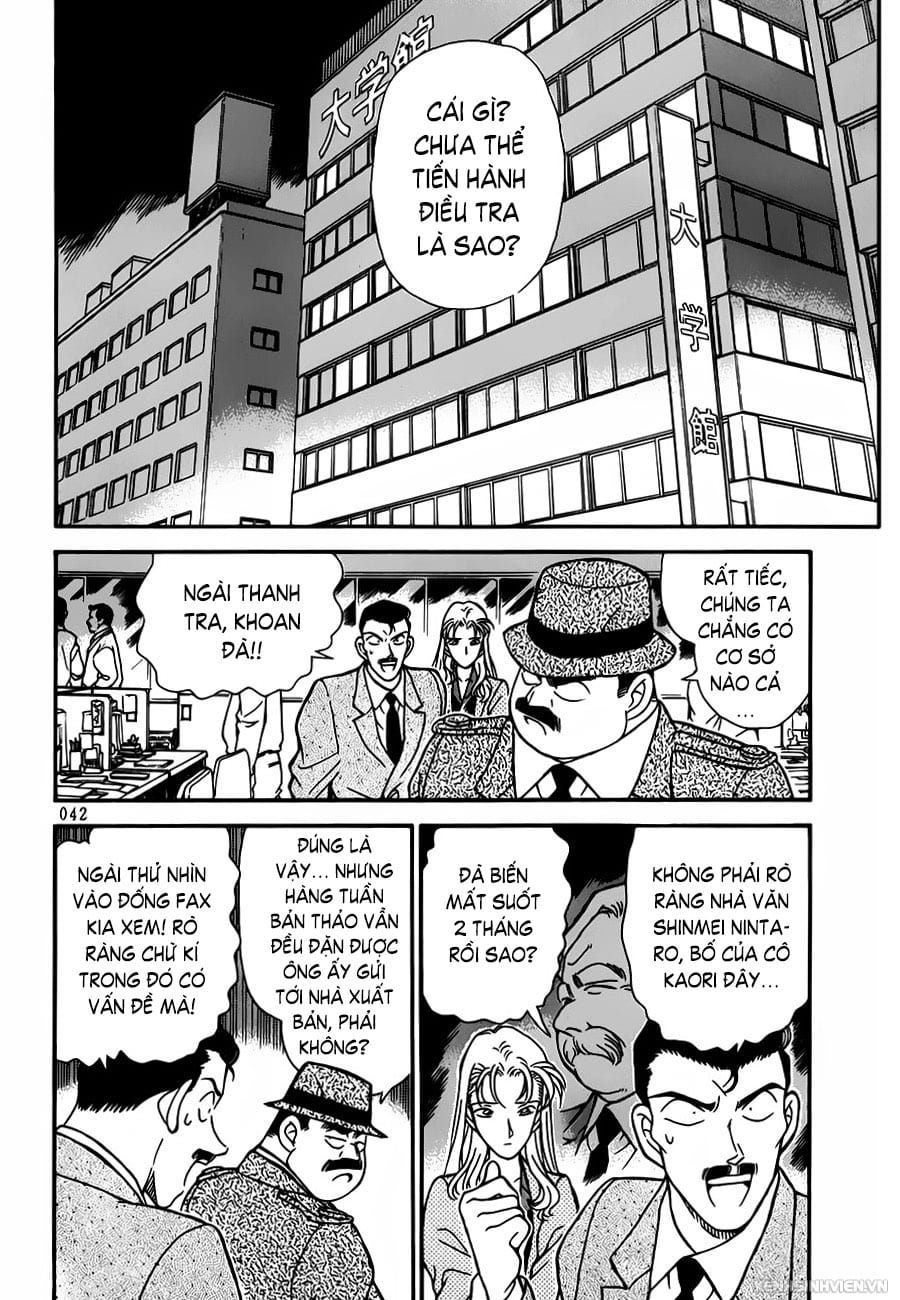 大学館
CÁI GÌ?
CHƯA THỂ
TIẾN HÀNH
ĐIỀU TRA
LÀ SAO?
大
学
館
RẤT TIẾC,
CHÚNG TA
CHẲNG CÓ
CƠ SỞ
NÀO CẢ
...
NGÀI THANH
TRA, KHOAN
ĐÀ!!
042
KHÔNG PHẢI RÕ
RÀNG NHÀ VĂN
SHINMEI NINTA-
RO, BỐ CỦA CÔ
KAORI ĐÂY...
ĐÃ BIẾN
MẤT SUỐT
2 THÁNG
RỒI SAO?
ĐÚNG LÀ
VẬY... NHƯNG
HÀNG TUẦN
BẢN THẢO VẪN
ĐỀU ĐẶN ĐƯỢC
ÔNG ẤY GỬI
TỚI NHÀ XUẤT
BẢN, PHẢI
KHÔNG?
NGÀI THỬ NHÌN
VÀO ĐỐNG FAX
KIA XEM! RÕ
RÀNG CHỮ KÍ
TRONG ĐÓ CÓ
VẤN ĐỀ MÀ!
KENHSINHVIEN.VN